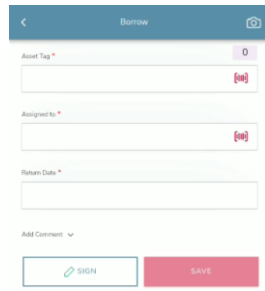 Borrow
Asset Tag *
0
Assigned to *
Return Date *
Add Comment
SIGN
SAVE